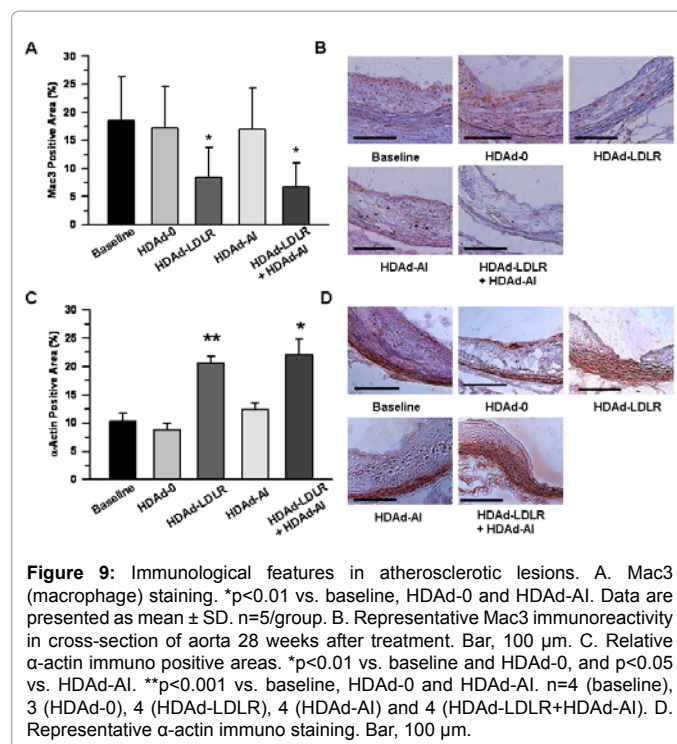 A
B
Mac3 Positive Area (%)
30
25
20
15
10
5
0
*
*
Baseline
HDAd-0
HDAd-LDLR
HDAd-AI
HDAd-LDLR
+ HDAd-AI
Baseline
HDAd-0
HDAd-LDLR
HDAd-AI
HDAd-LDLR
+ HDAd-AI
C
D
α-Actin Positive Area (%)
30
25
20
15
10
5
0
**
*
Baseline
HDAd-0
HDAd-LDLR
HDAd-AI
HDAd-LDLR
+ HDAd-AI
Baseline
HDAd-0
HDAd-LDLR
HDAd-AI
HDAd-LDLR
+ HDAd-AI
Figure 9: Immunological features in atherosclerotic lesions. A. Mac3
(macrophage) staining. *p<0.01 vs. baseline, HDAd-0 and HDAd-AI. Data are
presented as mean ± SD. n=5/group. B. Representative Mac3 immunoreactivity
in cross-section of aorta 28 weeks after treatment. Bar, 100 μm. C. Relative
α-actin immuno positive areas. *p<0.01 vs. baseline and HDAd-0, and p<0.05
vs. HDAd-AI. **p<0.001 vs. baseline, HDAd-0 and HDAd-AI. n=4 (baseline),
3 (HDAd-0), 4 (HDAd-LDLR), 4 (HDAd-AI) and 4 (HDAd-LDLR+HDAd-AI). D.
Representative α-actin immuno staining. Bar, 100 μm.